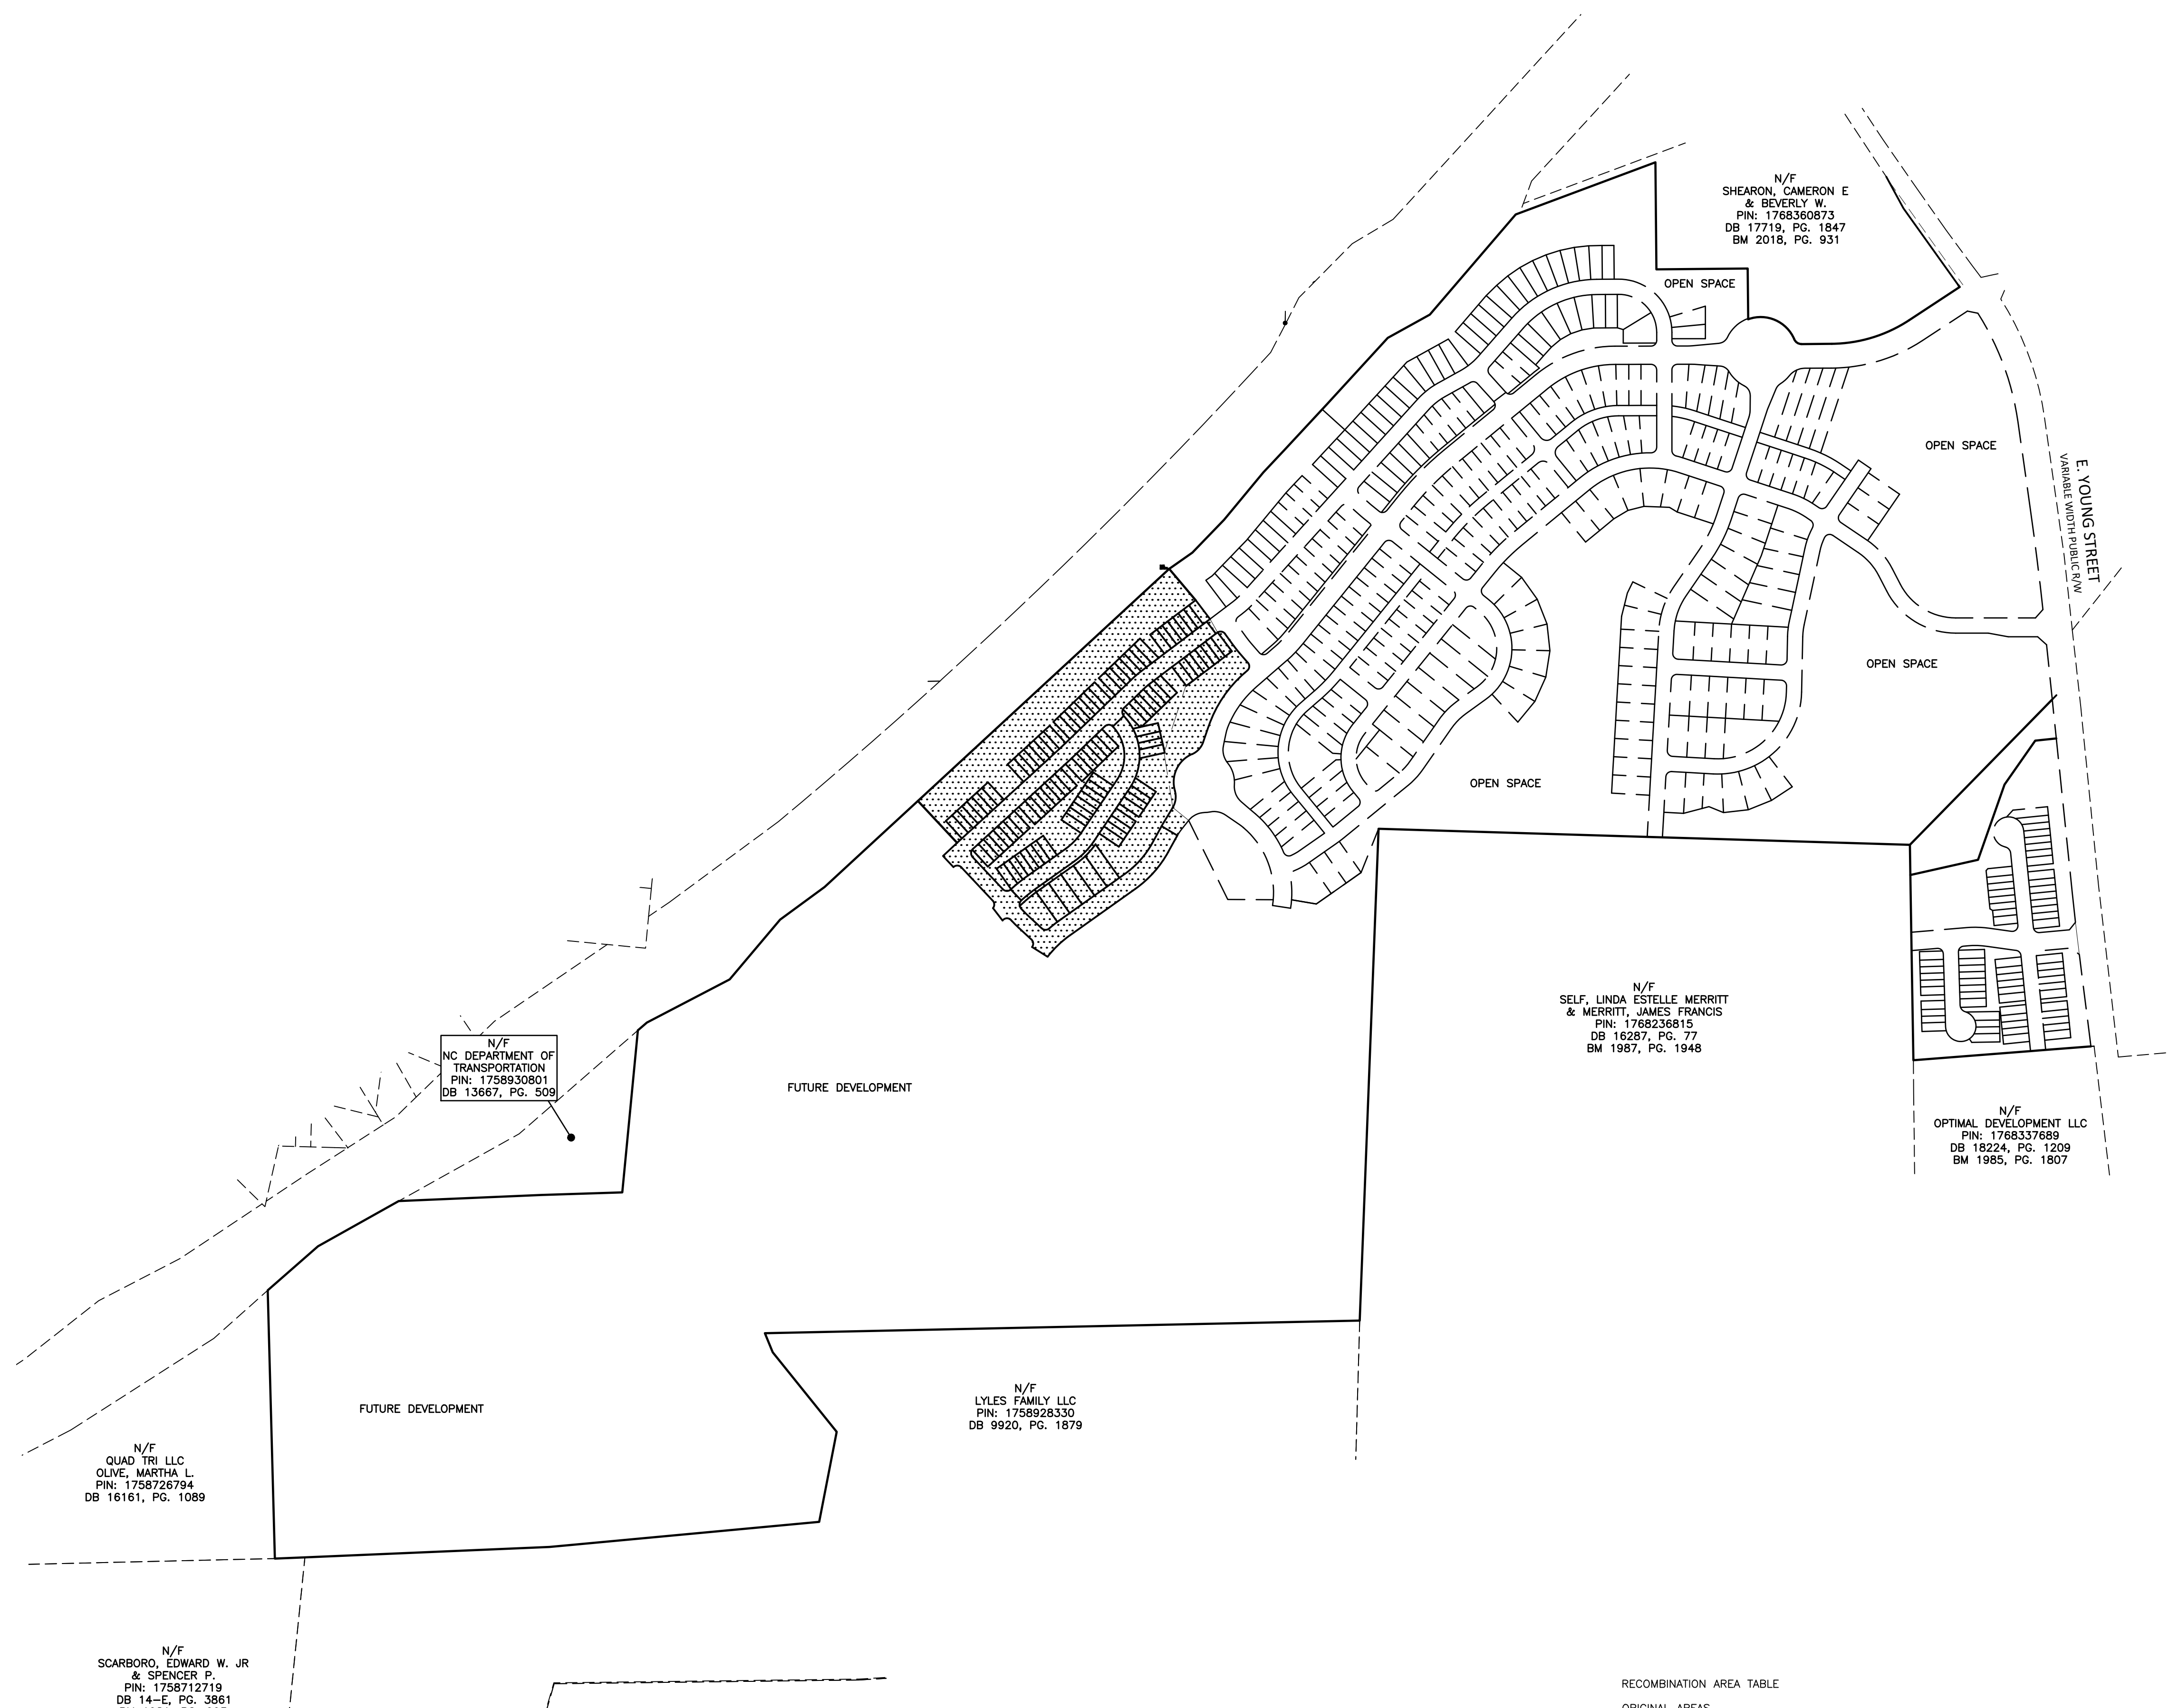 N/F
SHEARON, CAMERON E
& BEVERLY W.
PIN: 1768360873
DB 17719, PG. 1847
BM 2018, PG. 931
OPEN SPACE
OPEN SPACE
E. YOUNG STREET
VARIABLE WIDTH PUBLIC R/W
OPEN SPACE
OPEN SPACE
N/F
SELF, LINDA ESTELLE MERRITT
& MERRITT, JAMES FRANCIS
PIN: 1768236815
DB 16287, PG. 77
BM 1987, PG. 1948
N/F
NC DEPARTMENT OF
TRANSPORTATION
PIN: 1758930801
DB 13667, PG. 509
FUTURE DEVELOPMENT
N/F
OPTIMAL DEVELOPMENT LLC
PIN: 1768337689
DB 18224, PG. 1209
BM 1985, PG. 1807
N/F
LYLES FAMILY LLC
PIN: 1758928330
DB 9920, PG. 1879
FUTURE DEVELOPMENT
N/F
QUAD TRI LLC
OLIVE, MARTHA L.
PIN: 1758726794
DB 16161, PG. 1089
N/F
SCARBORO, EDWARD W. JR
& SPENCER P.
PIN: 1758712719
DB 14-E, PG. 3861
RECOMBINATION AREA TABLE
ORIGINAL AREAS